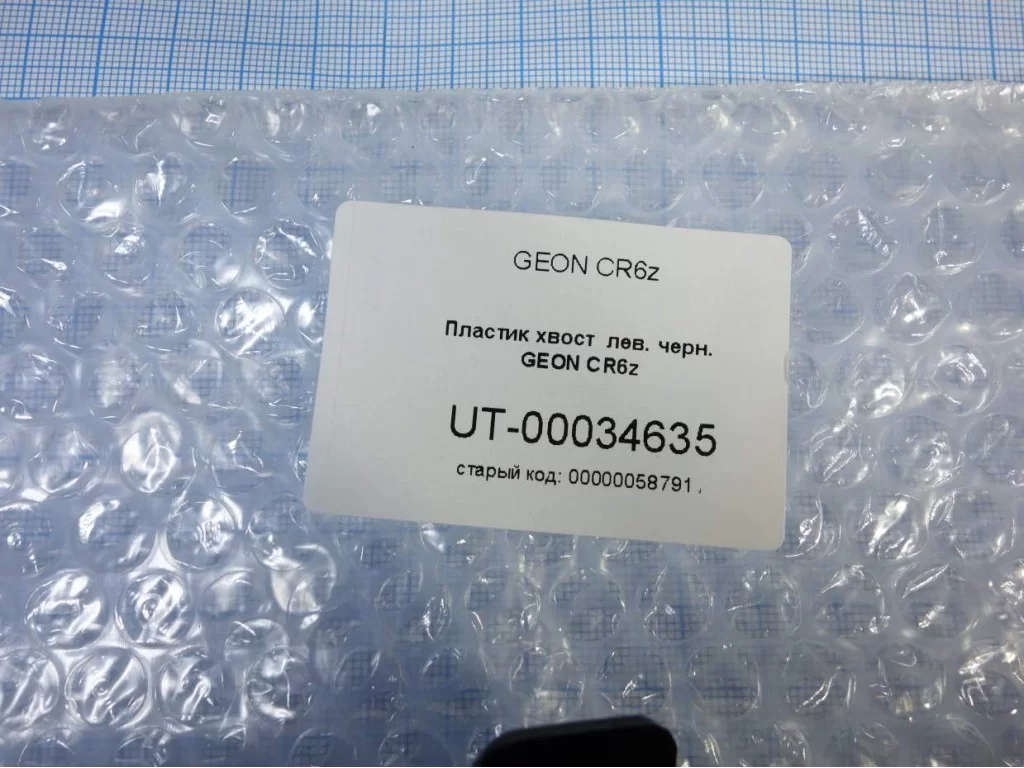 GEON CR6z
Пластик хвост лев. черн.
GEON CR6z
UT-00034635
старый код: 00000058791 ,